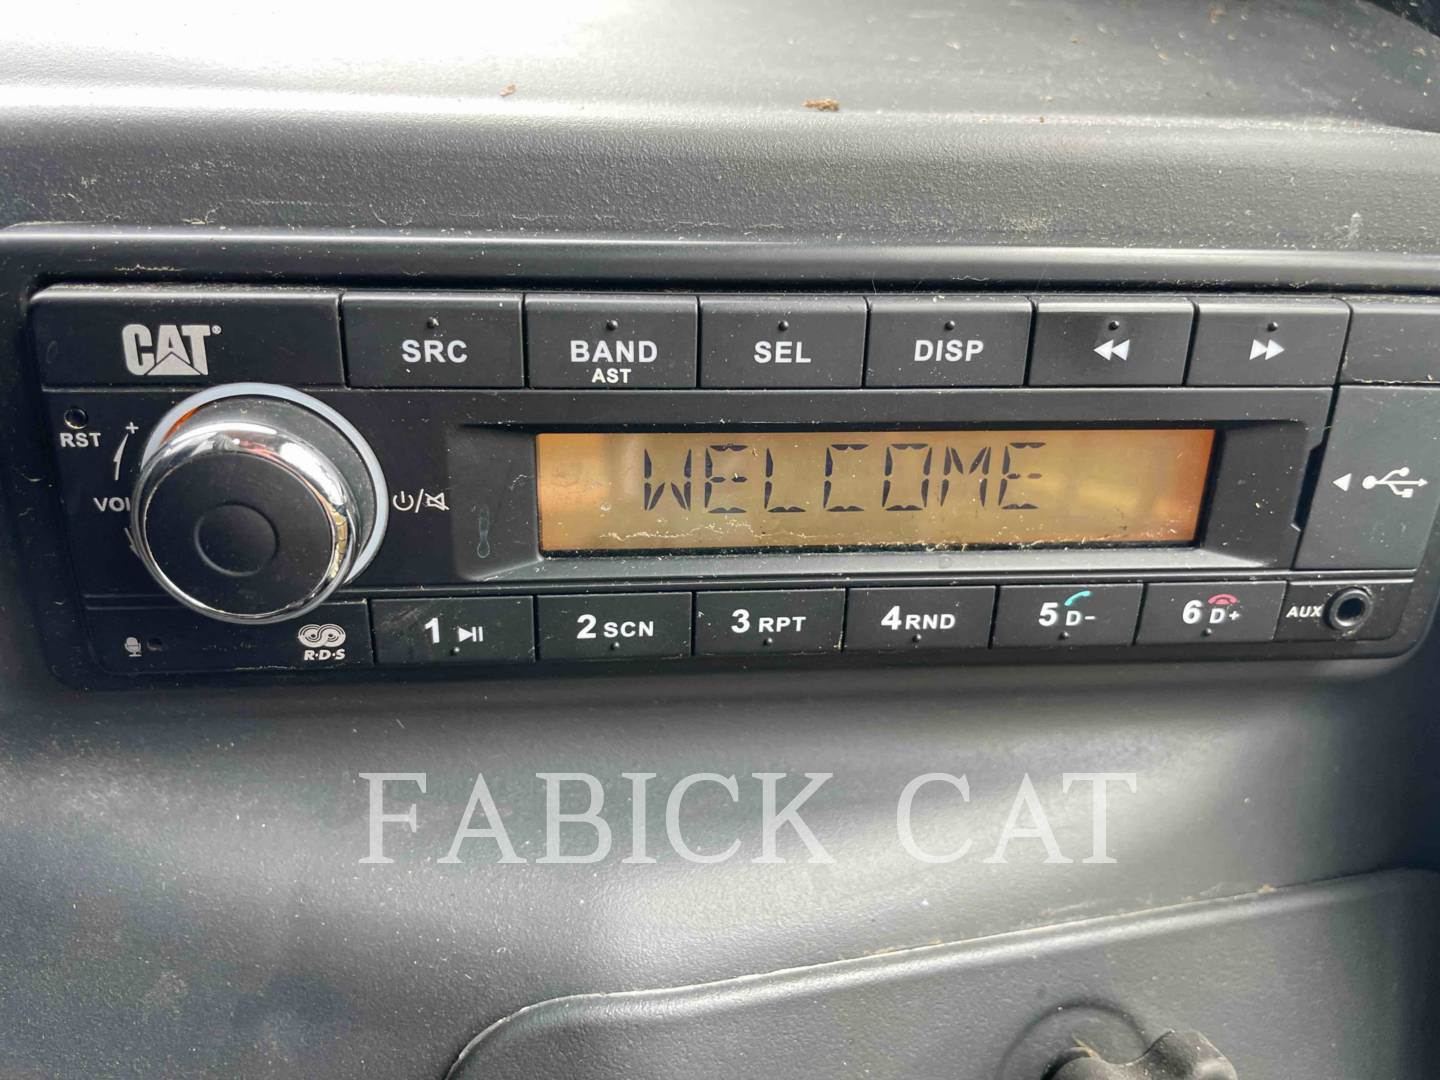 CAT®
SRC
BAND
AST
SEL
DISP
RST
+
VOL
WELCOME
R·D·S
1
2 SCN
3 RPT
4 RND
5 D-
6 D+
AUX
FABICK CAT